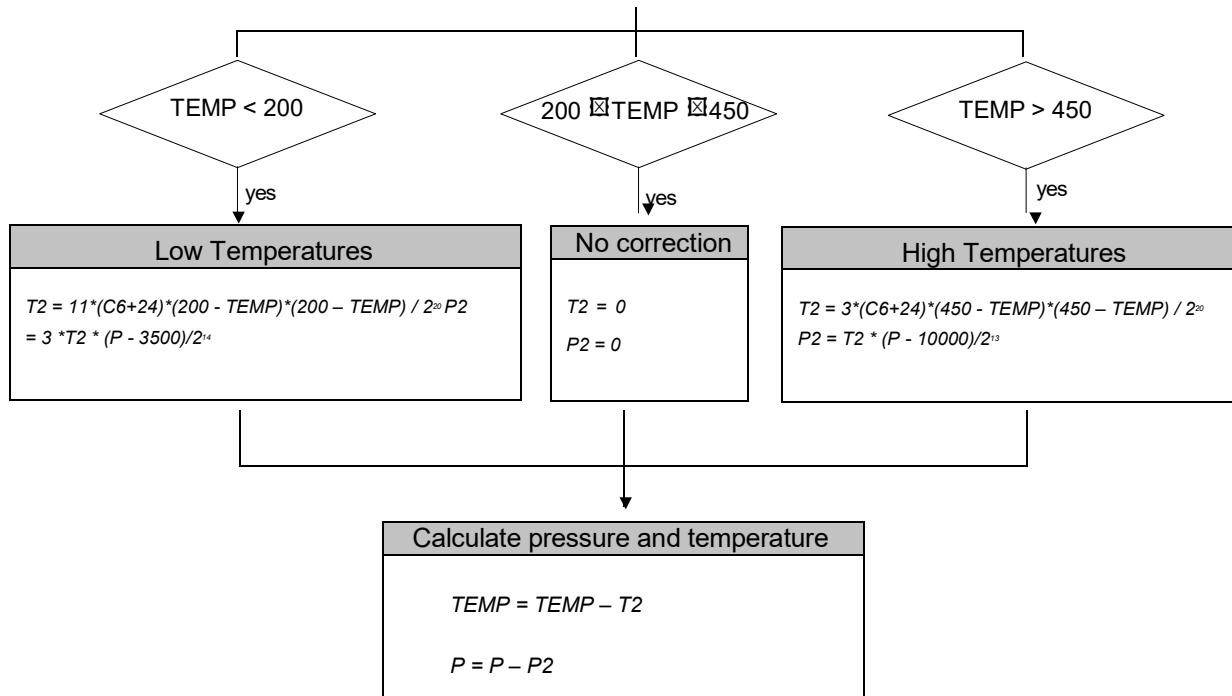 TEMP < 200
200 ☒TEMP ☒450
TEMP > 450
yes
yes
yes
Low Temperatures
T2 = 11*(C6+24)*(200 - TEMP)*(200 – TEMP) / 2²⁰ P2
= 3 *T2 * (P - 3500)/2¹⁴
No correction
T2 = 0
P2 = 0
High Temperatures
T2 = 3*(C6+24)*(450 - TEMP)*(450 – TEMP) / 2²⁰
P2 = T2 * (P - 10000)/2¹³
Calculate pressure and temperature
TEMP = TEMP – T2
P = P – P2